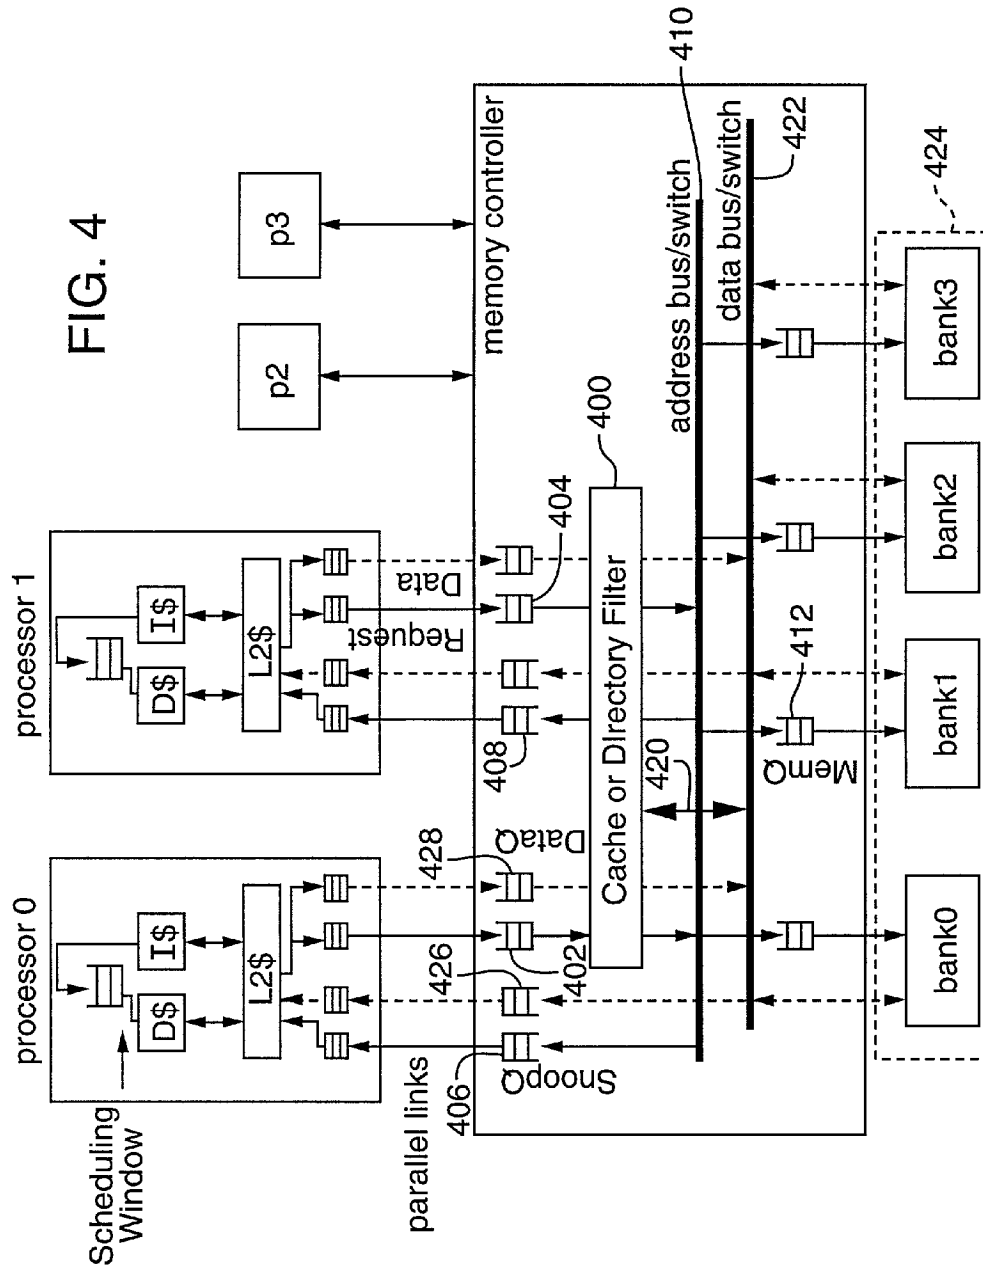 FIG. 4
processor 0
processor 1
Scheduling
Window
D$
I$
L2$
D$
I$
L2$
p2
p3
parallel links
Request
Data
memory controller
406
SnoopQ
426
402
428
DataQ
408
404
400
Cache or DIrectory Filter
420
address bus/switch
410
data bus/switch
422
MemQ
412
424
bank0
bank1
bank2
bank3